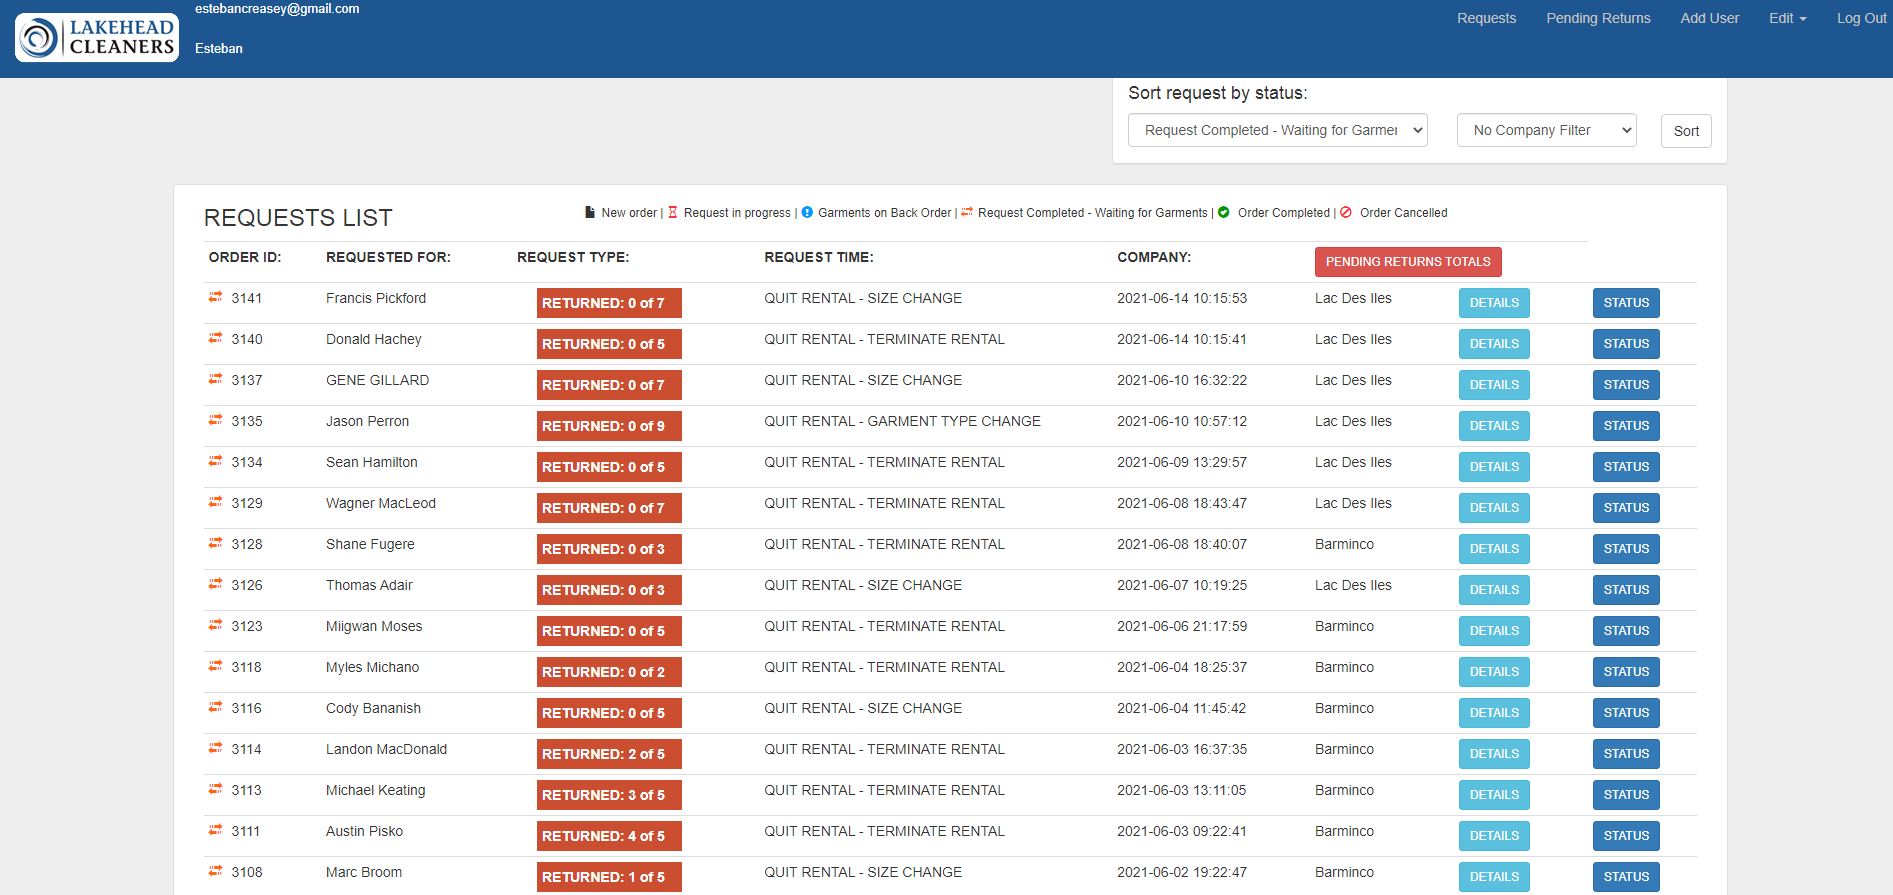 estebancreasey@gmail.com
LAKEHEAD
CLEANERS
Esteban
Requests Pending Returns Add User Edit Log Out
Sort request by status:
Request Completed - Waiting for Garmer No Company Filter Sort
REQUESTS LIST
New order | Request in progress | Garments on Back Order | Request Completed - Waiting for Garments | Order Completed | Order Cancelled
ORDER ID: REQUESTED FOR: REQUEST TYPE: REQUEST TIME: COMPANY: PENDING RETURNS TOTALS
3141 Francis Pickford RETURNED: 0 of 7 QUIT RENTAL - SIZE CHANGE 2021-06-14 10:15:53 Lac Des Iles DETAILS STATUS
3140 Donald Hachey RETURNED: 0 of 5 QUIT RENTAL - TERMINATE RENTAL 2021-06-14 10:15:41 Lac Des Iles DETAILS STATUS
3137 GENE GILLARD RETURNED: 0 of 7 QUIT RENTAL - SIZE CHANGE 2021-06-10 16:32:22 Lac Des Iles DETAILS STATUS
3135 Jason Perron RETURNED: 0 of 9 QUIT RENTAL - GARMENT TYPE CHANGE 2021-06-10 10:57:12 Lac Des Iles DETAILS STATUS
3134 Sean Hamilton RETURNED: 0 of 5 QUIT RENTAL - TERMINATE RENTAL 2021-06-09 13:29:57 Lac Des Iles DETAILS STATUS
3129 Wagner MacLeod RETURNED: 0 of 7 QUIT RENTAL - TERMINATE RENTAL 2021-06-08 18:43:47 Lac Des Iles DETAILS STATUS
3128 Shane Fugere RETURNED: 0 of 3 QUIT RENTAL - TERMINATE RENTAL 2021-06-08 18:40:07 Barminco DETAILS STATUS
3126 Thomas Adair RETURNED: 0 of 3 QUIT RENTAL - SIZE CHANGE 2021-06-07 10:19:25 Lac Des Iles DETAILS STATUS
3123 Miigwan Moses RETURNED: 0 of 5 QUIT RENTAL - TERMINATE RENTAL 2021-06-06 21:17:59 Barminco DETAILS STATUS
3118 Myles Michano RETURNED: 0 of 2 QUIT RENTAL - TERMINATE RENTAL 2021-06-04 18:25:37 Barminco DETAILS STATUS
3116 Cody Bananish RETURNED: 0 of 5 QUIT RENTAL - SIZE CHANGE 2021-06-04 11:45:42 Barminco DETAILS STATUS
3114 Landon MacDonald RETURNED: 2 of 5 QUIT RENTAL - TERMINATE RENTAL 2021-06-03 16:37:35 Barminco DETAILS STATUS
3113 Michael Keating RETURNED: 3 of 5 QUIT RENTAL - TERMINATE RENTAL 2021-06-03 13:11:05 Barminco DETAILS STATUS
3111 Austin Pisko RETURNED: 4 of 5 QUIT RENTAL - TERMINATE RENTAL 2021-06-03 09:22:41 Barminco DETAILS STATUS
3108 Marc Broom RETURNED: 1 of 5 QUIT RENTAL - SIZE CHANGE 2021-06-02 19:22:47 Barminco DETAILS STATUS